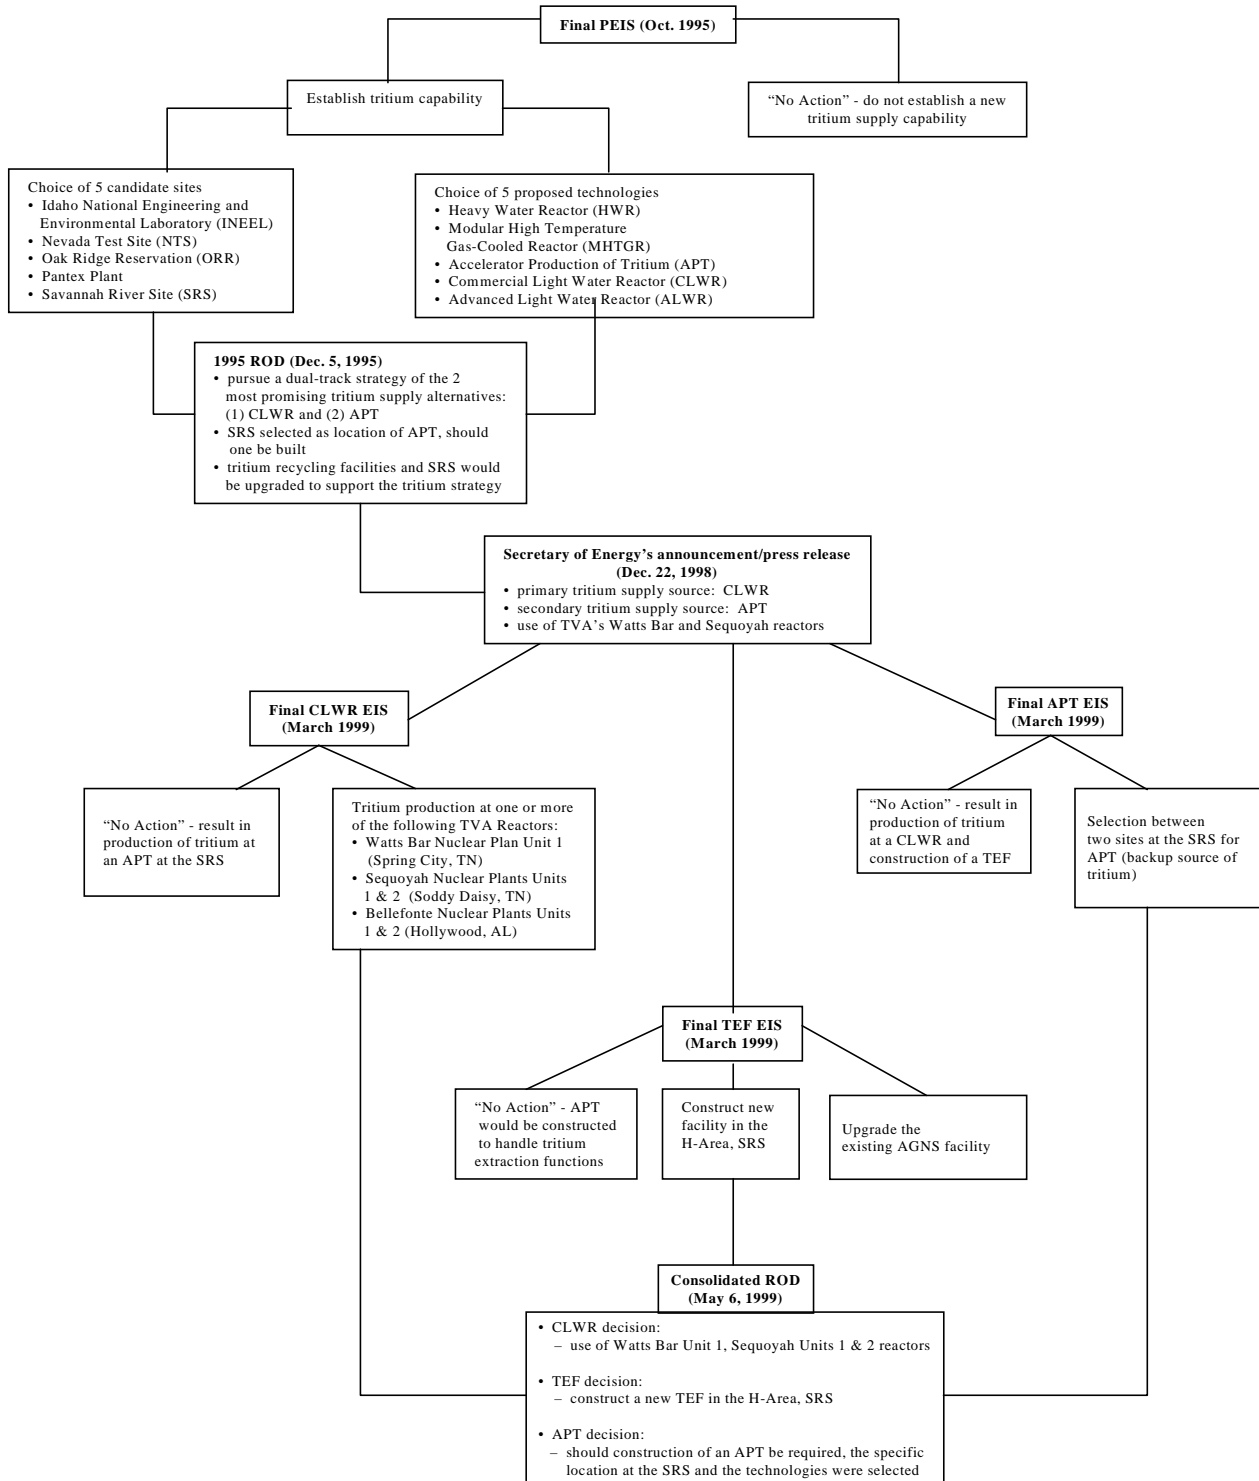 Final PEIS (Oct. 1995)
Establish tritium capability
“No Action” - do not establish a new
tritium supply capability
Choice of 5 candidate sites
• Idaho National Engineering and
Environmental Laboratory (INEEL)
• Nevada Test Site (NTS)
• Oak Ridge Reservation (ORR)
• Pantex Plant
• Savannah River Site (SRS)
Choice of 5 proposed technologies
• Heavy Water Reactor (HWR)
• Modular High Temperature
Gas-Cooled Reactor (MHTGR)
• Accelerator Production of Tritium (APT)
• Commercial Light Water Reactor (CLWR)
• Advanced Light Water Reactor (ALWR)
1995 ROD (Dec. 5, 1995)
• pursue a dual-track strategy of the 2
most promising tritium supply alternatives:
(1) CLWR and (2) APT
• SRS selected as location of APT, should
one be built
• tritium recycling facilities and SRS would
be upgraded to support the tritium strategy
Secretary of Energy’s announcement/press release
(Dec. 22, 1998)
• primary tritium supply source: CLWR
• secondary tritium supply source: APT
• use of TVA’s Watts Bar and Sequoyah reactors
Final CLWR EIS
(March 1999)
Final APT EIS
(March 1999)
“No Action” - result in
production of tritium at
an APT at the SRS
Tritium production at one or more
of the following TVA Reactors:
• Watts Bar Nuclear Plan Unit 1
(Spring City, TN)
• Sequoyah Nuclear Plants Units
1 & 2 (Soddy Daisy, TN)
• Bellefonte Nuclear Plants Units
1 & 2 (Hollywood, AL)
“No Action” - result in
production of tritium
at a CLWR and
construction of a TEF
Selection between
two sites at the SRS for
APT (backup source of
tritium)
Final TEF EIS
(March 1999)
“No Action” - APT
would be constructed
to handle tritium
extraction functions
Construct new
facility in the
H-Area, SRS
Upgrade the
existing AGNS facility
Consolidated ROD
(May 6, 1999)
• CLWR decision:
– use of Watts Bar Unit 1, Sequoyah Units 1 & 2 reactors
• TEF decision:
– construct a new TEF in the H-Area, SRS
• APT decision:
– should construction of an APT be required, the specific
location at the SRS and the technologies were selected